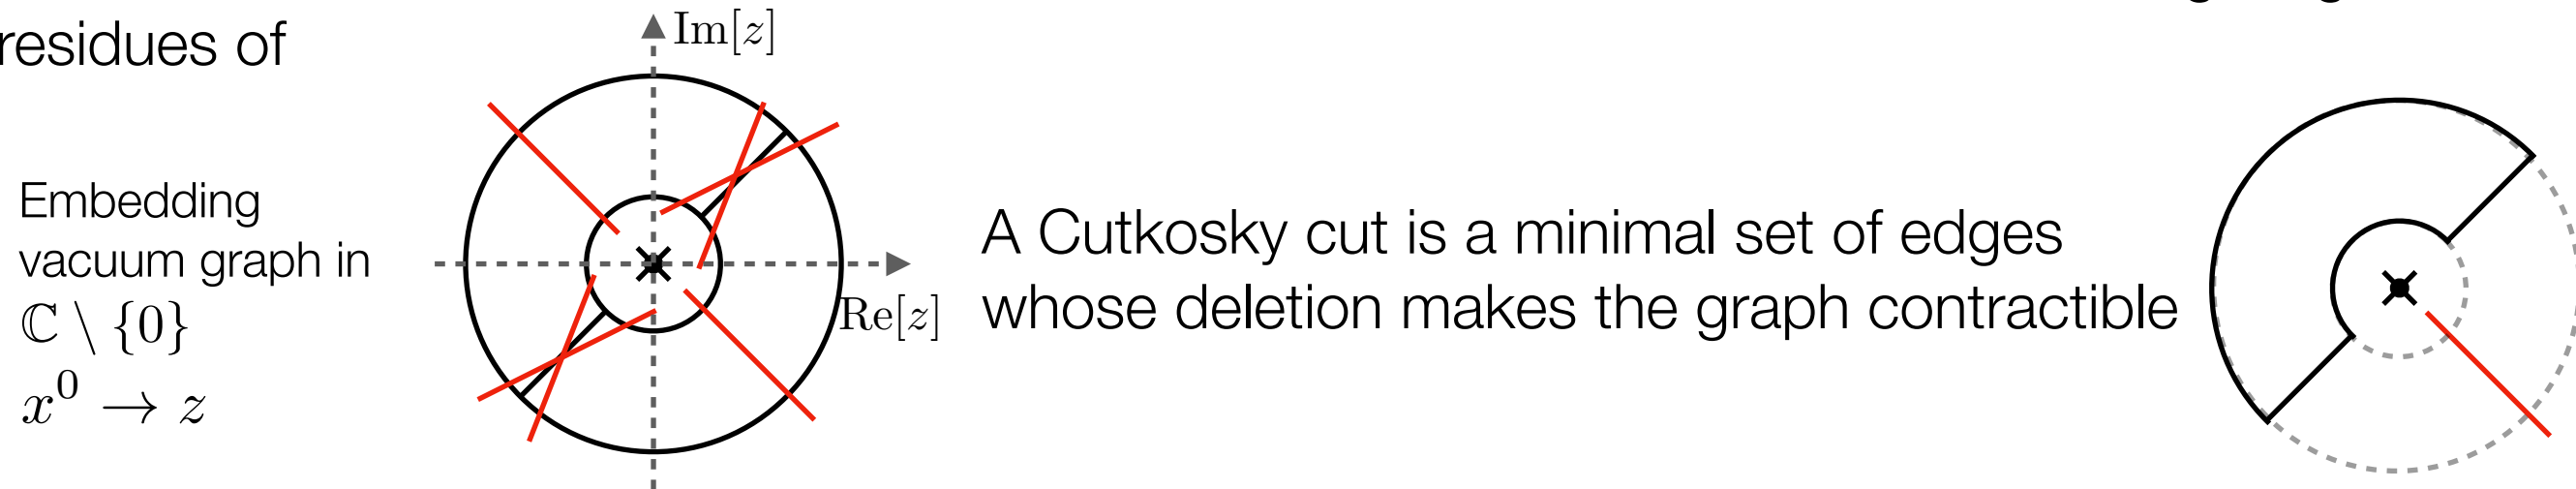 residues of
Im[z]
Embedding
vacuum graph in
ℂ \ {0}
x⁰ → z
Re[z]
A Cutkosky cut is a minimal set of edges
whose deletion makes the graph contractible